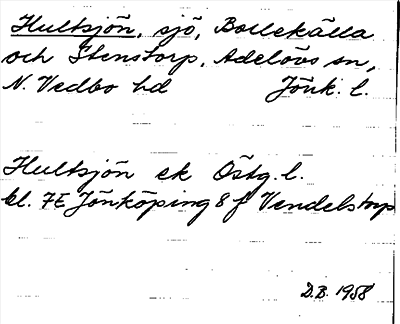 Hultsjön, sjö, Bollekälla
och Stenstorp, Adelövs sn,
N. Vedbo hd Jönk. l.
Hultsjön ek Östg. l.
bl. 7E Jönköping 8 f Vendelstorp
D.B. 1958